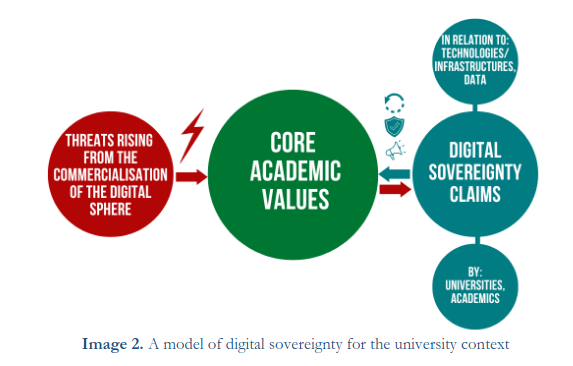 THREATS RISING
FROM THE
COMMERCIALISATION
OF THE DIGITAL
SPHERE
CORE
ACADEMIC
VALUES
IN RELATION TO:
TECHNOLOGIES/
INFRASTRUCTURES,
DATA
DIGITAL
SOVEREIGNTY
CLAIMS
BY:
UNIVERSITIES,
ACADEMICS
Image 2. A model of digital sovereignty for the university context